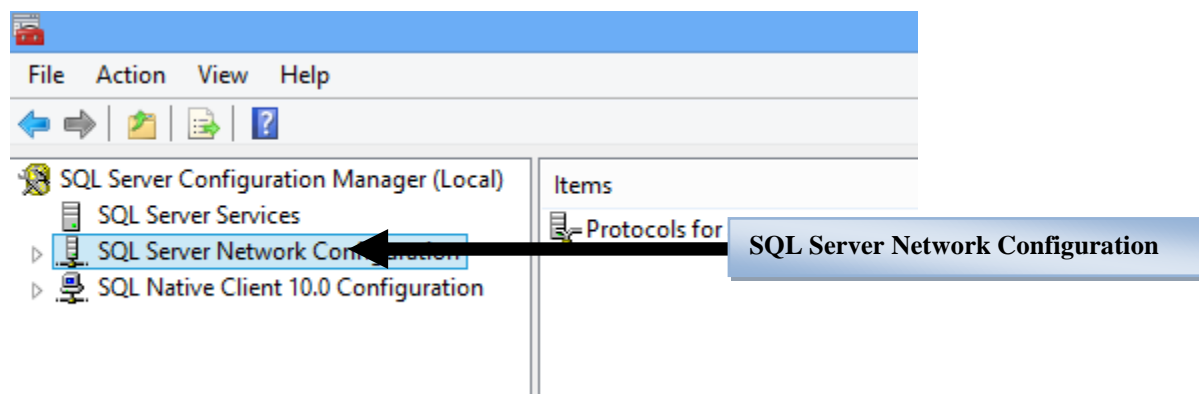 File Action View Help
?
SQL Server Configuration Manager (Local)
SQL Server Services
SQL Server Network Configuration
SQL Native Client 10.0 Configuration
Items
Protocols for
SQL Server Network Configuration